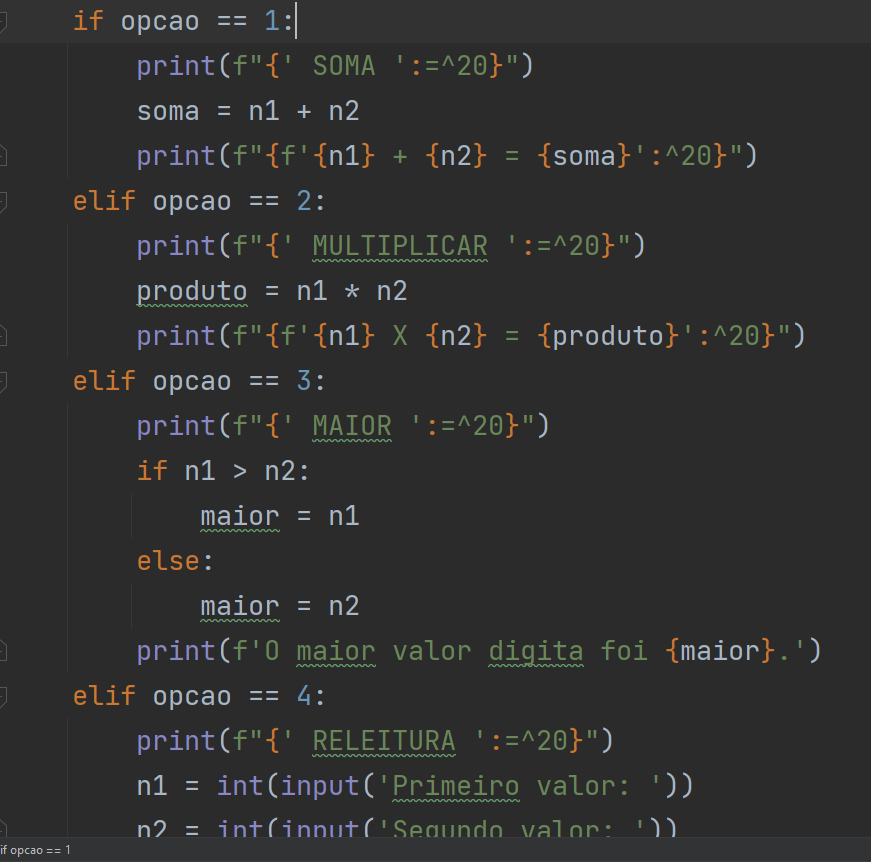 if opcao == 1:
print(f"{' SOMA ':=^20}")
soma = n1 + n2
print(f"{f'{n1} + {n2} = {soma}':^20}")
elif opcao == 2:
print(f"{' MULTIPLICAR ':=^20}")
produto = n1 * n2
print(f"{f'{n1} X {n2} = {produto}':^20}")
elif opcao == 3:
print(f"{' MAIOR ':=^20}")
if n1 > n2:
maior = n1
else:
maior = n2
print(f'O maior valor digita foi {maior}.')
elif opcao == 4:
print(f"{' RELEITURA ':=^20}")
n1 = int(input('Primeiro valor: '))
n2 = int(input('Segundo valor: '))
if opcao == 1